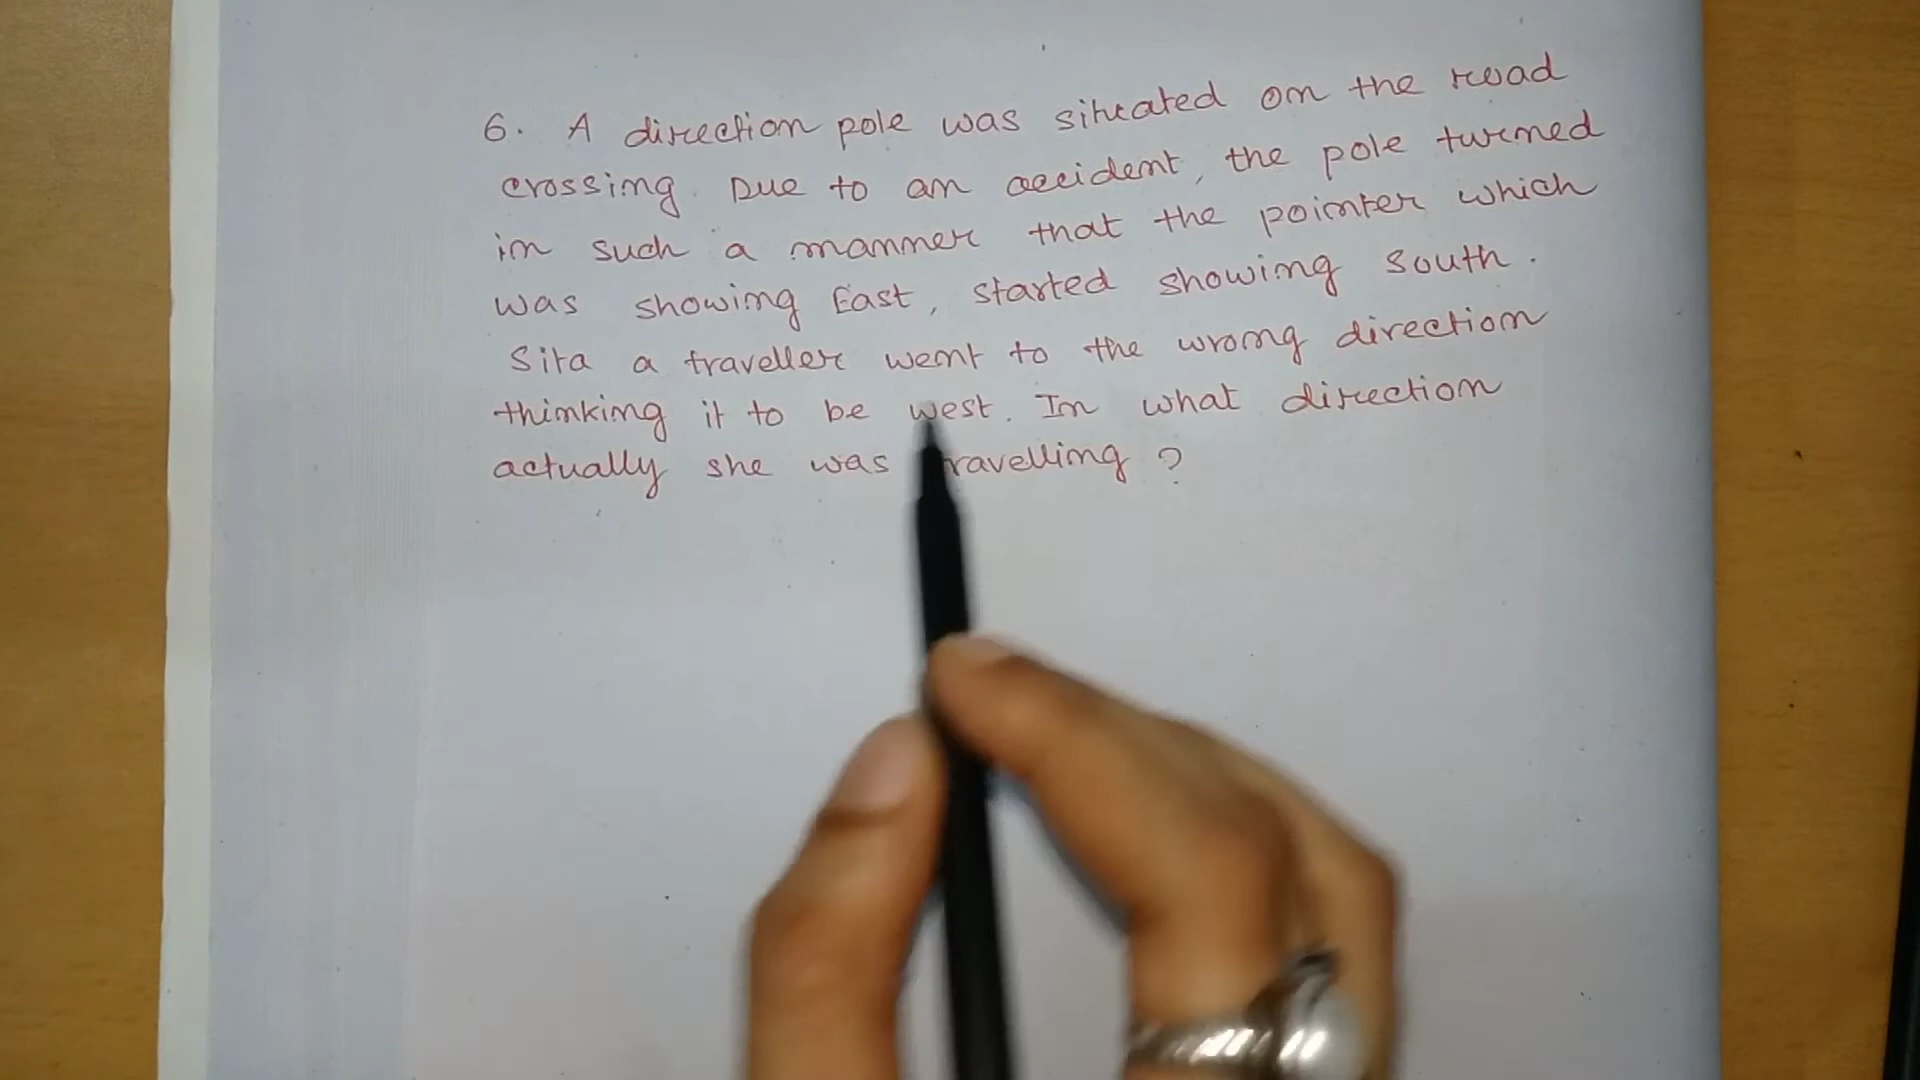 6. A direction pole was situated on the road
crossing. Due to an accident, the pole turned
in such a manner that the pointer which
was showing East, started showing South.
Sita a traveller went to the wrong direction
thinking it to be west. In what direction
actually she was travelling ?